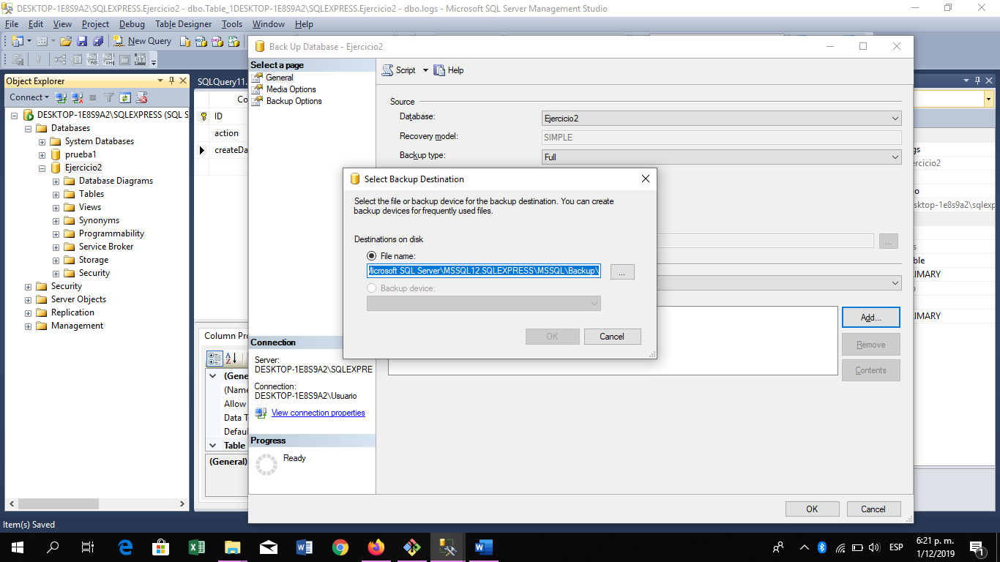 DESKTOP-1E8S9A2\SQLEXPRESS.Ejercicio2 - dbo.Table_1DESKTOP-1E8S9A2\SQLEXPRESS.Ejercicio2 - dbo.logs - Microsoft SQL Server Management Studio
File Edit View Project Debug Table Designer Tools Window Help
New Query
Object Explorer
Connect
DESKTOP-1E8S9A2\SQLEXPRESS (SQL S
Databases
System Databases
prueba1
Ejercicio2
Database Diagrams
Tables
Views
Synonyms
Programmability
Service Broker
Storage
Security
Security
Server Objects
Replication
Management
SQLQuery11.
Co
ID
action
createDa
Column Pro
(Gene
(Name
Allow
Data T
Defau
Table
(General)
Back Up Database - Ejercicio2
Select a page
General
Media Options
Backup Options
Script Help
Source
Database: Ejercicio2
Recovery model: SIMPLE
Backup type: Full
...
Add...
Remove
Contents
Select Backup Destination
Select the file or backup device for the backup destination. You can create
backup devices for frequently used files.
Destinations on disk
File name:
Microsoft SQL Server\MSSQL12.SQLEXPRESS\MSSQL\Backup\
...
Backup device:
OK Cancel
Connection
Server:
DESKTOP-1E8S9A2\SQLEXPRE
Connection:
DESKTOP-1E8S9A2\Usuario
View connection properties
Progress
Ready
OK Cancel
gs
ercicio2
o
sktop-1e8s9a2\sqlexp
s
ble
IMARY
o
IMARY
Item(s) Saved
ESP
6:21 p. m.
1/12/2019
1